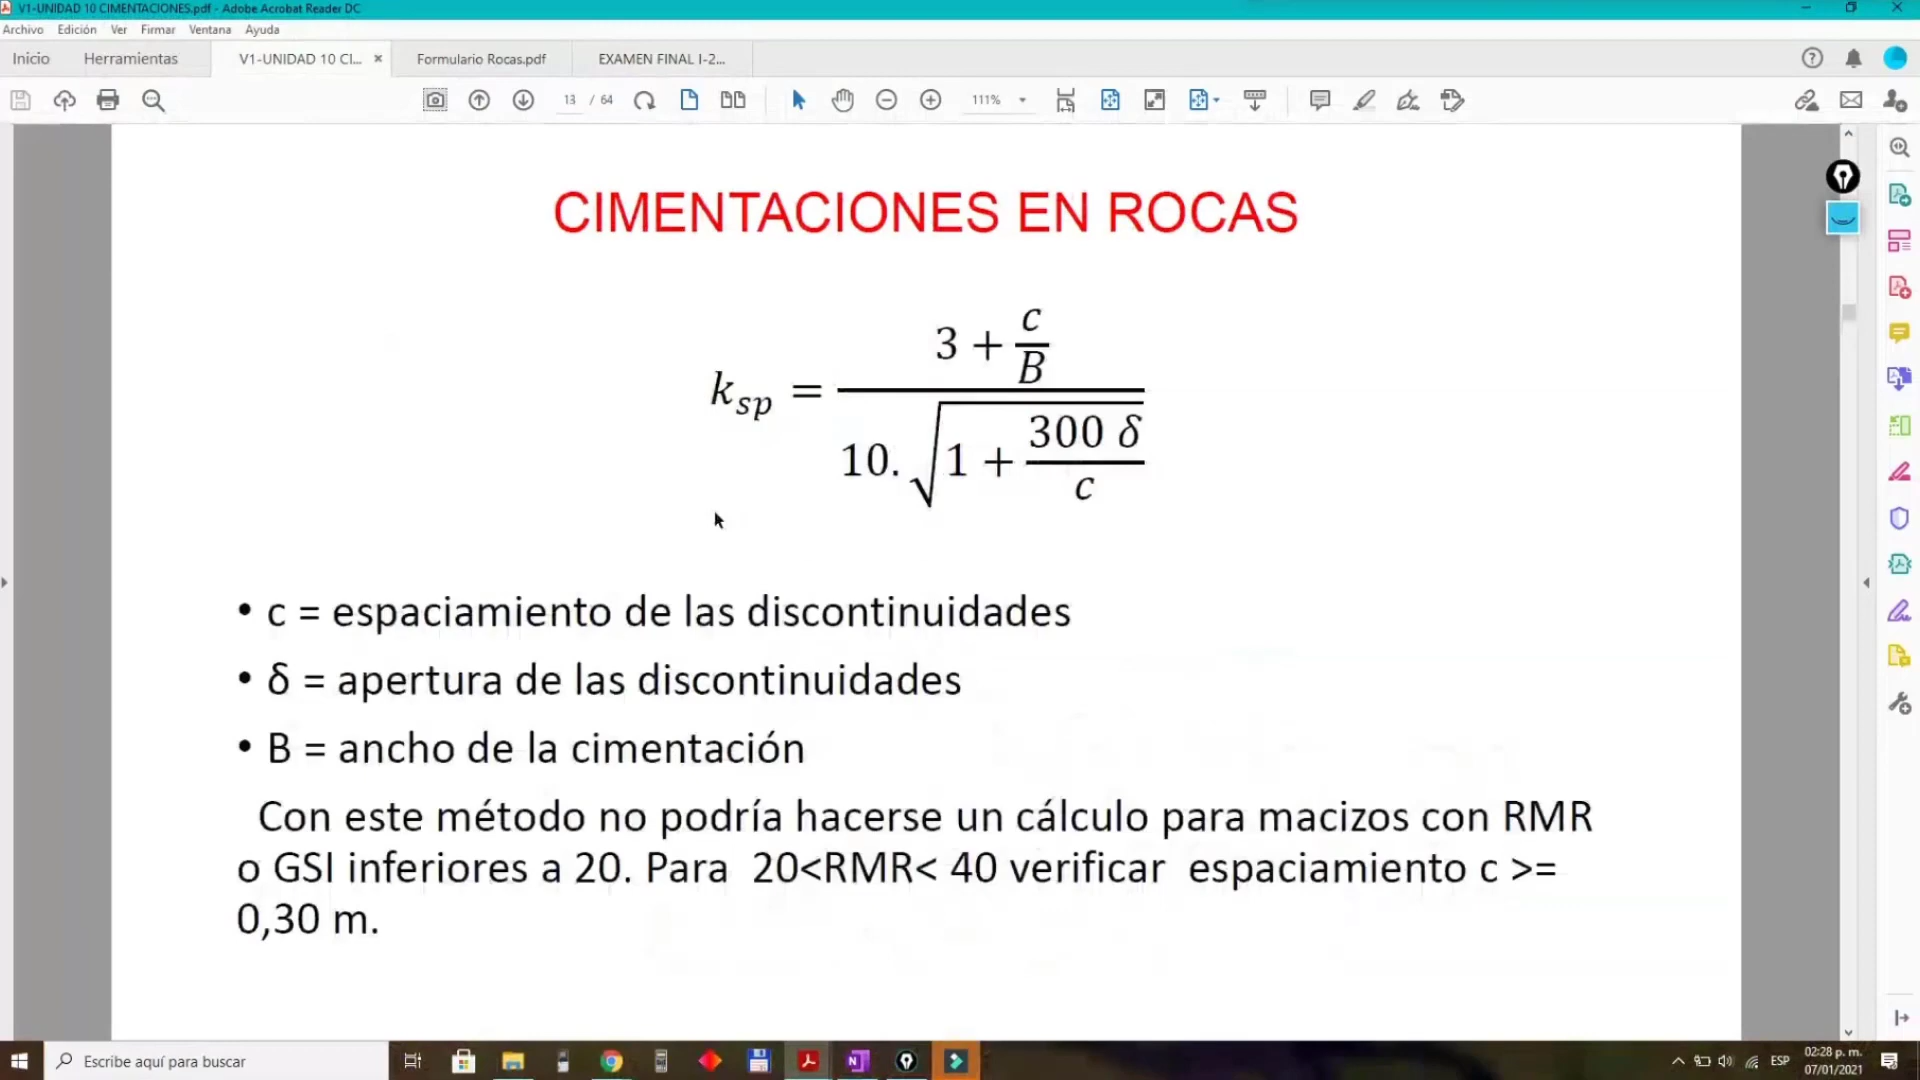 V1-UNIDAD 10 CIMENTACIONES.pdf - Adobe Acrobat Reader DC
Archivo Edición Ver Firmar Ventana Ayuda
Inicio Herramientas V1-UNIDAD 10 CI... × Formulario Rocas.pdf EXAMEN FINAL I-2...
13 / 64 111%
CIMENTACIONES EN ROCAS
k_sp = (3 + c/B) / (10. √(1 + 300 δ/c))
• c = espaciamiento de las discontinuidades
• δ = apertura de las discontinuidades
• B = ancho de la cimentación
Con este método no podría hacerse un cálculo para macizos con RMR
o GSI inferiores a 20. Para 20<RMR< 40 verificar espaciamiento c >=
0,30 m.
Escribe aquí para buscar
ESP
02:28 p. m.
07/01/2021